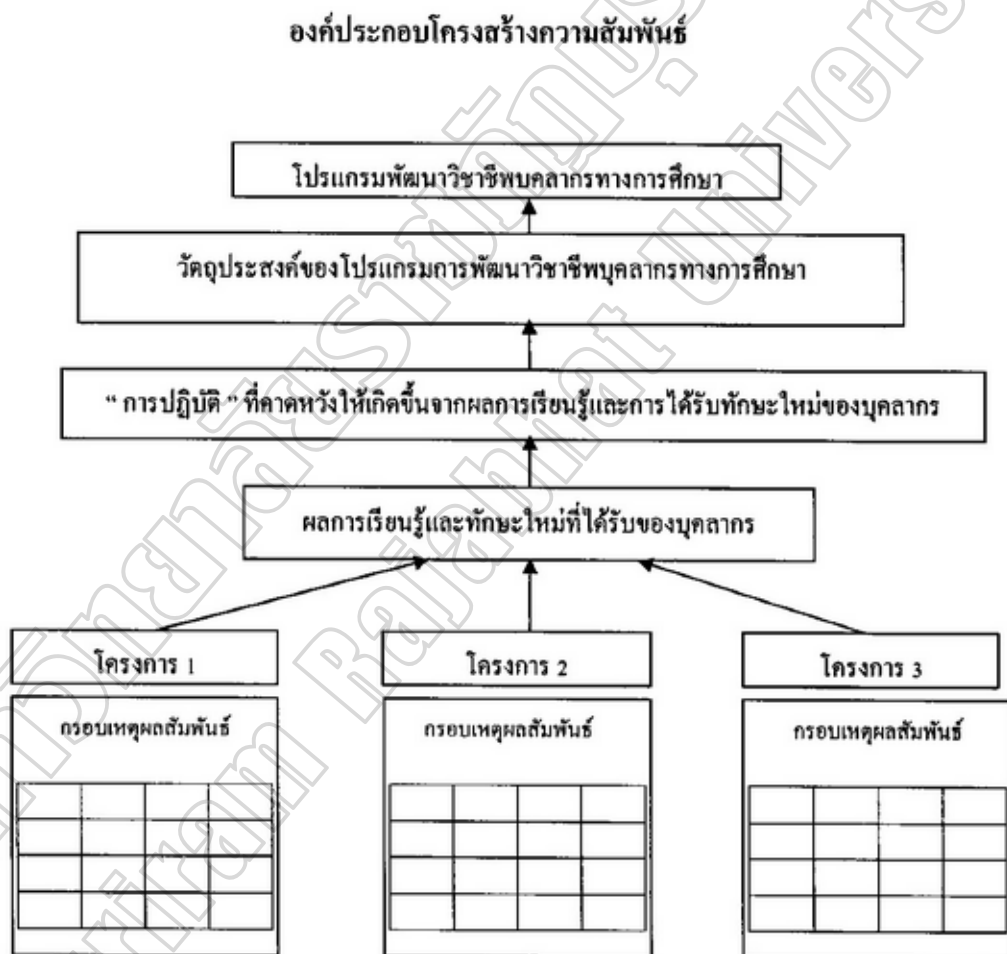 องค์ประกอบโครงสร้างความสัมพันธ์
โปรแกรมพัฒนาวิชาชีพบุคลากรทางการศึกษา
วัตถุประสงค์ของโปรแกรมการพัฒนาวิชาชีพบุคลากรทางการศึกษา
“ การปฏิบัติ ” ที่คาดหวังให้เกิดขึ้นจากผลการเรียนรู้และการได้รับทักษะใหม่ของบุคลากร
ผลการเรียนรู้และทักษะใหม่ที่ได้รับของบุคลากร
โครงการ 1
โครงการ 2
โครงการ 3
กรอบเหตุผลสัมพันธ์
กรอบเหตุผลสัมพันธ์
กรอบเหตุผลสัมพันธ์
Rajabhat